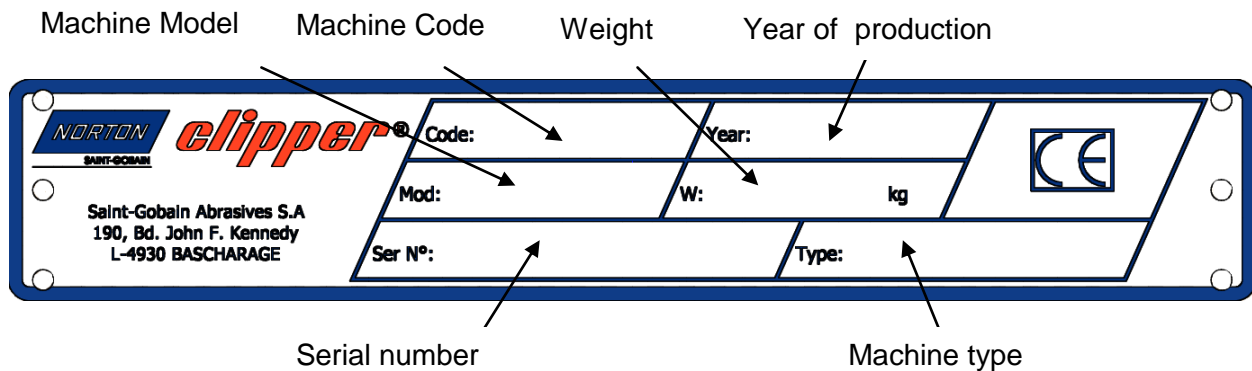 Machine Model Machine Code Weight Year of production
NORTON clipper®
SAINT-GOBAIN
Saint-Gobain Abrasives S.A
190, Bd. John F. Kennedy
L-4930 BASCHARAGE
Code: Year:
CE
Mod: W: kg
Ser N°: Type:
Serial number Machine type